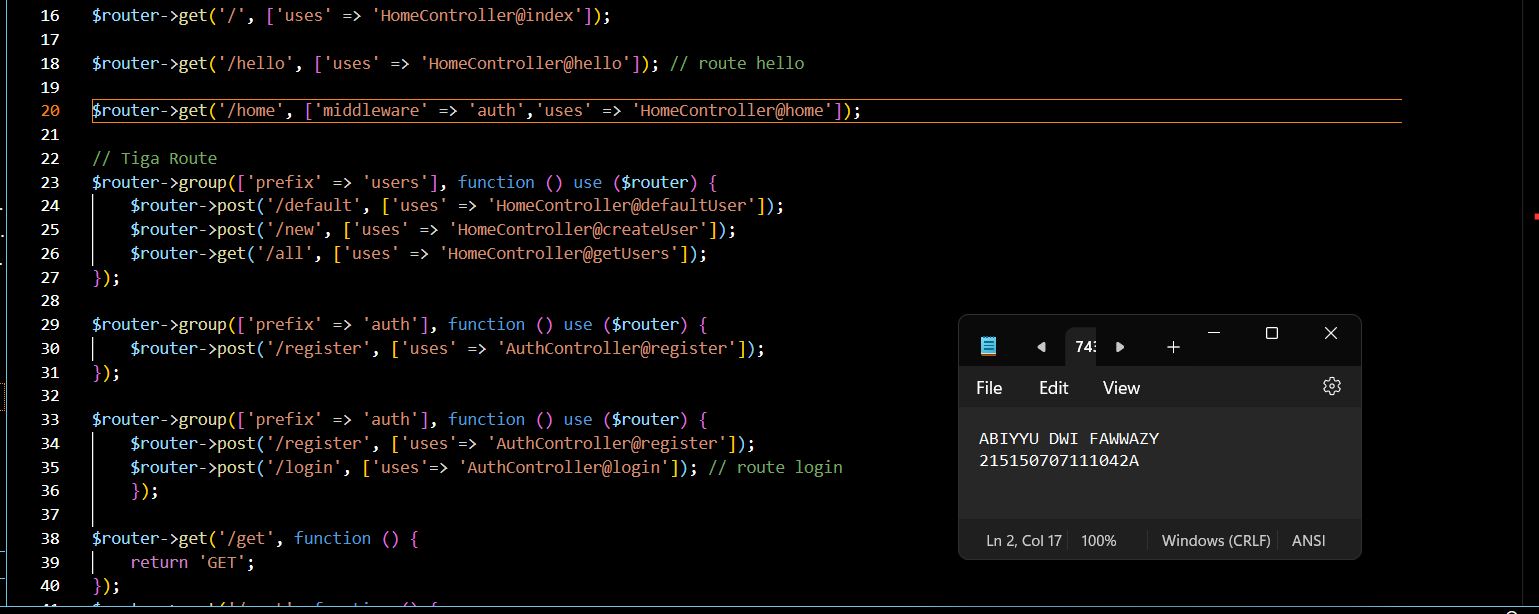 16 $router->get('/', ['uses' => 'HomeController@index']);
17
18 $router->get('/hello', ['uses' => 'HomeController@hello']); // route hello
19
20 $router->get('/home', ['middleware' => 'auth','uses' => 'HomeController@home']);
21
22 // Tiga Route
23 $router->group(['prefix' => 'users'], function () use ($router) {
24     $router->post('/default', ['uses' => 'HomeController@defaultUser']);
25     $router->post('/new', ['uses' => 'HomeController@createUser']);
26     $router->get('/all', ['uses' => 'HomeController@getUsers']);
27 });
28
29 $router->group(['prefix' => 'auth'], function () use ($router) {
30     $router->post('/register', ['uses' => 'AuthController@register']);
31 });
32
33 $router->group(['prefix' => 'auth'], function () use ($router) {
34     $router->post('/register', ['uses'=> 'AuthController@register']);
35     $router->post('/login', ['uses'=> 'AuthController@login']); // route login
36     });
37
38 $router->get('/get', function () {
39     return 'GET';
40 });
743
File Edit View
ABIYYU DWI FAWWAZY
215150707111042A
Ln 2, Col 17 100% Windows (CRLF) ANSI